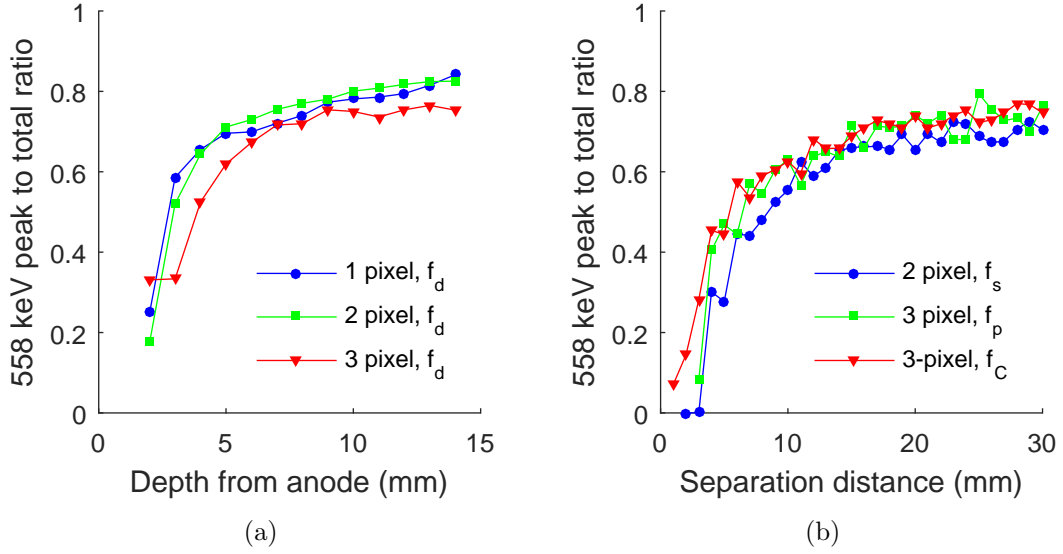 558 keV peak to total ratio
1
0.8
0.6
0.4
0.2
0
0 5 10 15
Depth from anode (mm)
1 pixel, f_d
2 pixel, f_d
3 pixel, f_d
(a)
558 keV peak to total ratio
1
0.8
0.6
0.4
0.2
0
0 10 20 30
Separation distance (mm)
2 pixel, f_s
3 pixel, f_p
3-pixel, f_C
(b)